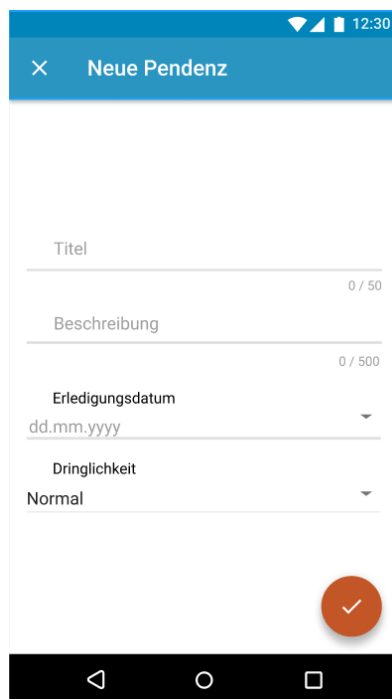 12:30
Neue Pendenz
Titel
0 / 50
Beschreibung
0 / 500
Erledigungsdatum
dd.mm.yyyy
Dringlichkeit
Normal